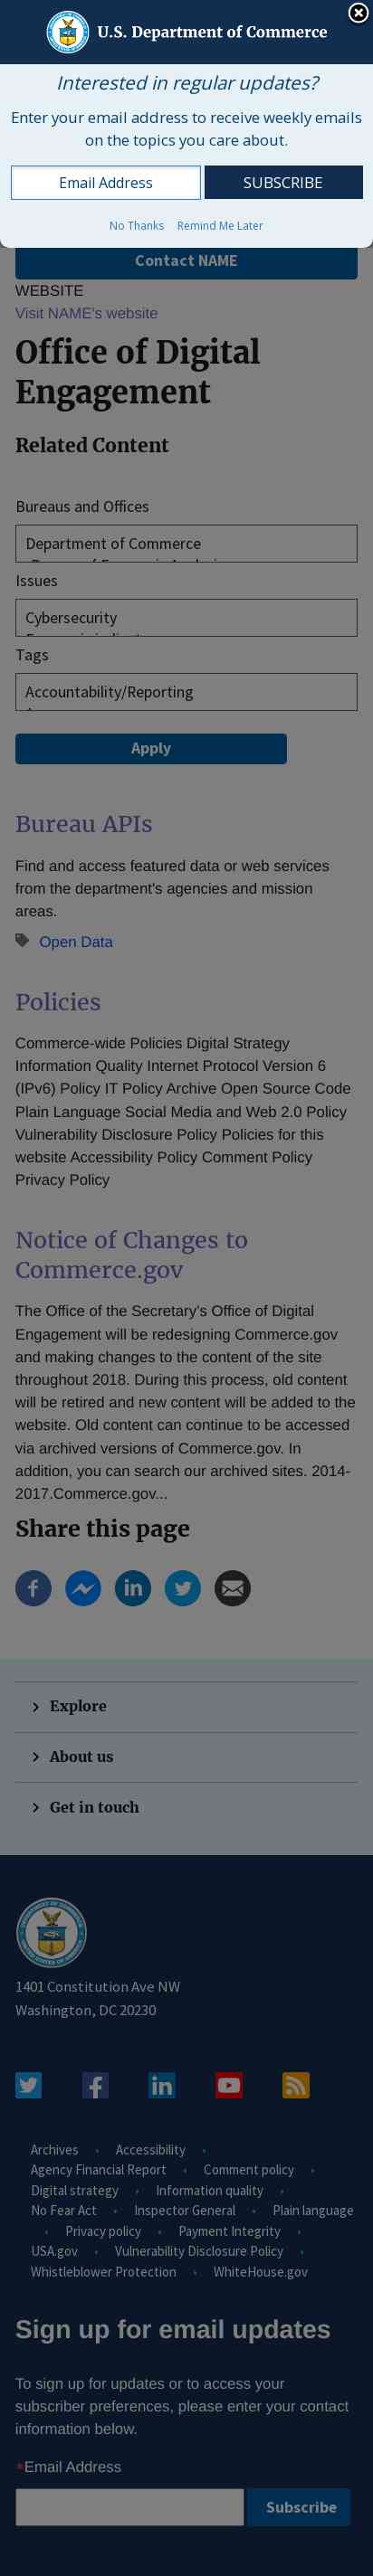 U.S. Department of Commerce
Interested in regular updates?
Enter your email address to receive weekly emails
on the topics you care about.
Email Address
SUBSCRIBE
No Thanks
Remind Me Later
Contact NAME
WEBSITE
Visit NAME's website
Office of Digital
Engagement
Related Content
Bureaus and Offices
Department of Commerce
Issues
Cybersecurity
Tags
Accountability/Reporting
Apply
Bureau APIs
Find and access featured data or web services
from the department's agencies and mission
areas.
Open Data
Policies
Commerce-wide Policies Digital Strategy
Information Quality Internet Protocol Version 6
(IPv6) Policy IT Policy Archive Open Source Code
Plain Language Social Media and Web 2.0 Policy
Vulnerability Disclosure Policy Policies for this
website Accessibility Policy Comment Policy
Privacy Policy
Notice of Changes to
Commerce.gov
The Office of the Secretary's Office of Digital
Engagement will be redesigning Commerce.gov
and making changes to the content of the site
throughout 2018. During this process, old content
will be retired and new content will be added to the
website. Old content can continue to be accessed
via archived versions of Commerce.gov. In
addition, you can search our archived sites. 2014-
2017.Commerce.gov...
Share this page
Explore
About us
Get in touch
1401 Constitution Ave NW
Washington, DC 20230
Archives • Accessibility •
Agency Financial Report • Comment policy •
Digital strategy • Information quality •
No Fear Act • Inspector General • Plain language
• Privacy policy • Payment Integrity •
USA.gov • Vulnerability Disclosure Policy •
Whistleblower Protection • WhiteHouse.gov
Sign up for email updates
To sign up for updates or to access your
subscriber preferences, please enter your contact
information below.
*Email Address
Subscribe